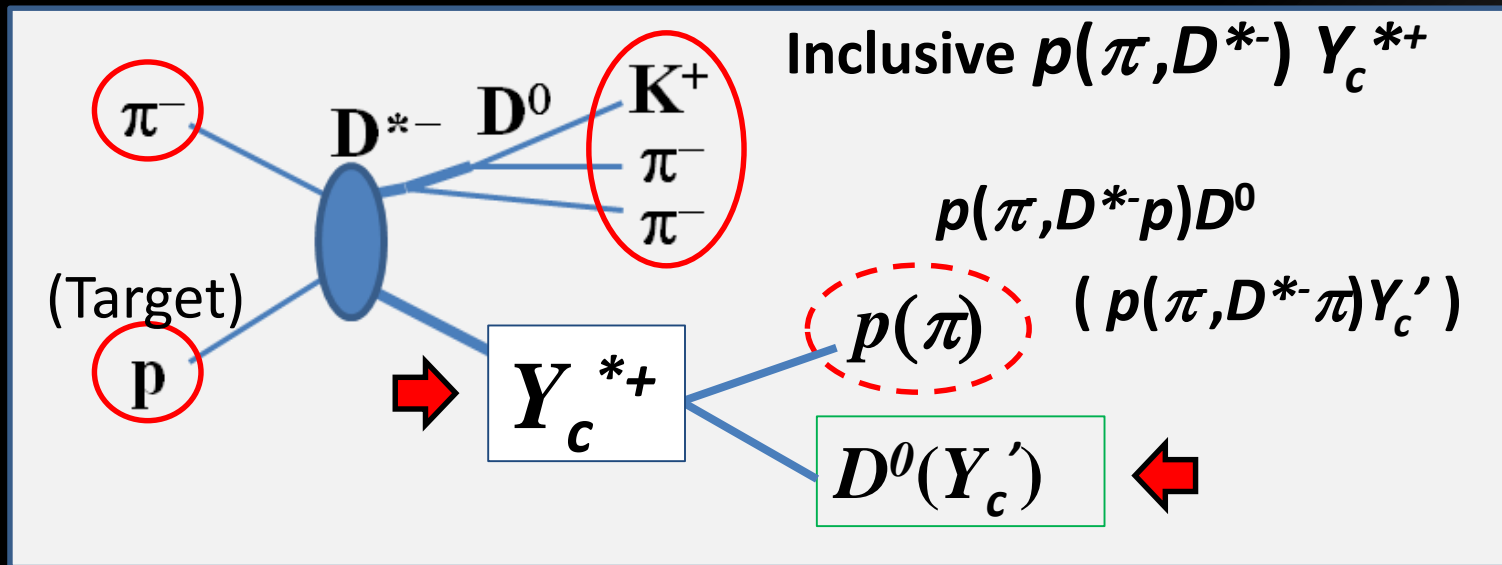 Inclusive p(π⁻,D*⁻) Y_c*⁺
π⁻
D*⁻
D⁰
K⁺
π⁻
π⁻
p(π⁻,D*⁻p)D⁰
(Target)
p
p(π)
( p(π⁻,D*⁻π)Y_c’ )
Y_c*⁺
D⁰(Y_c’)